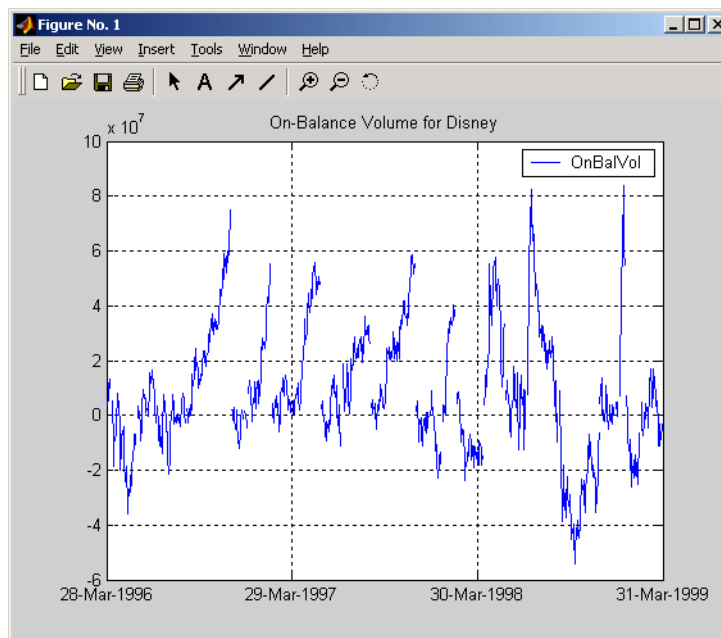 Figure No. 1
File Edit View Insert Tools Window Help
A
x 10^7
On-Balance Volume for Disney
OnBalVol
10
8
6
4
2
0
-2
-4
-6
28-Mar-1996 29-Mar-1997 30-Mar-1998 31-Mar-1999